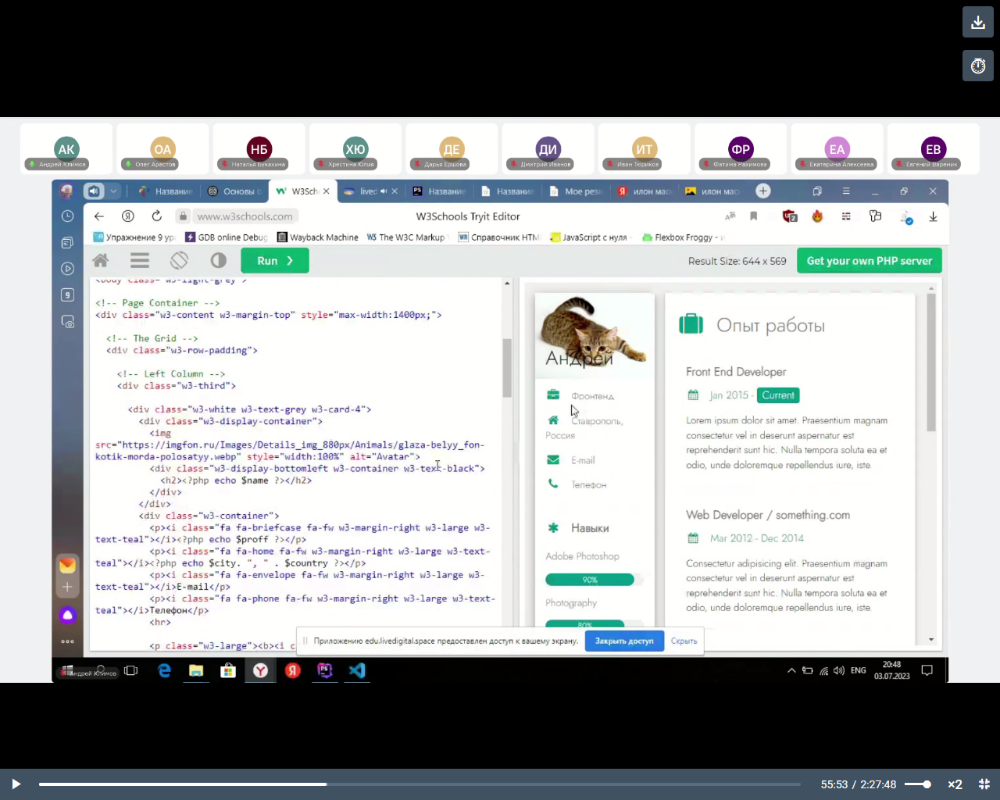 АК
ОА
НБ
ХЮ
ДЕ
ДИ
ИТ
ФР
ЕА
ЕВ
Андрей Климов
Олег Арестов
Наталья Букахина
Христина Юлия
Дарья Ершова
Дмитрий Иванов
Иван Тюриков
Фатима Рахимова
Екатерина Алексеева
Евгений Вареник
Название
Основы
W3Sch
lived
Название
Название
Мое рез
илон мас
илон мас
www.w3schools.com
W3Schools Tryit Editor
Упражнение 9 ур
GDB online Debug
Wayback Machine
The W3C Markup
Справочник HTM
JavaScript с нуля
Flexbox Froggy
Run ❯
Result Size: 644 x 569
Get your own PHP server
<body class="w3-light-grey">
<!-- Page Container -->
<div class="w3-content w3-margin-top" style="max-width:1400px;">
<!-- The Grid -->
<div class="w3-row-padding">
<!-- Left Column -->
<div class="w3-third">
<div class="w3-white w3-text-grey w3-card-4">
<div class="w3-display-container">
<img
src="https://imgfon.ru/Images/Details_img_880px/Animals/glaza-belyy_fon-
kotik-morda-polosatyy.webp" style="width:100%" alt="Avatar">
<div class="w3-display-bottomleft w3-container w3-text-black">
<h2><?php echo $name ?></h2>
</div>
</div>
<div class="w3-container">
<p><i class="fa fa-briefcase fa-fw w3-margin-right w3-large w3-
text-teal"></i><?php echo $proff ?></p>
<p><i class="fa fa-home fa-fw w3-margin-right w3-large w3-text-
teal"></i><?php echo $city. ", " . $country ?></p>
<p><i class="fa fa-envelope fa-fw w3-margin-right w3-large w3-
text-teal"></i>E-mail</p>
<p><i class="fa fa-phone fa-fw w3-margin-right w3-large w3-text-
teal"></i>Телефон</p>
<hr>
<p class="w3-large"><b><i c
Андрей
Фронтенд
Ставрополь,
Россия
E-mail
Телефон
Навыки
Adobe Photoshop
90%
Photography
80%
Опыт работы
Front End Developer
Jan 2015 - Current
Lorem ipsum dolor sit amet. Praesentium magnam
consectetur vel in deserunt aspernatur est
reprehenderit sunt hic. Nulla tempora soluta ea et
odio, unde doloremque repellendus iure, iste.
Web Developer / something.com
Mar 2012 - Dec 2014
Consectetur adipisicing elit. Praesentium magnam
consectetur vel in deserunt aspernatur est
reprehenderit sunt hic. Nulla tempora soluta ea et
odio, unde doloremque repellendus iure, iste.
Приложению edu.livedigital.space предоставлен доступ к вашему экрану.
Закрыть доступ
Скрыть
Андрей Климов
ENG
20:48
03.07.2023
55:53 / 2:27:48
×2